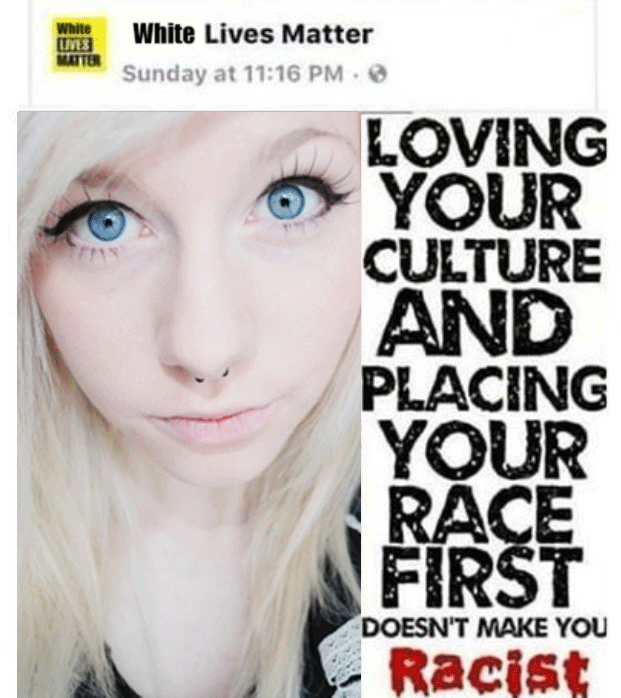 White
LIVES
MATTER
White Lives Matter
Sunday at 11:16 PM ·
LOVING
YOUR
CULTURE
AND
PLACING
YOUR
RACE
FIRST
DOESN'T MAKE YOU
Racist